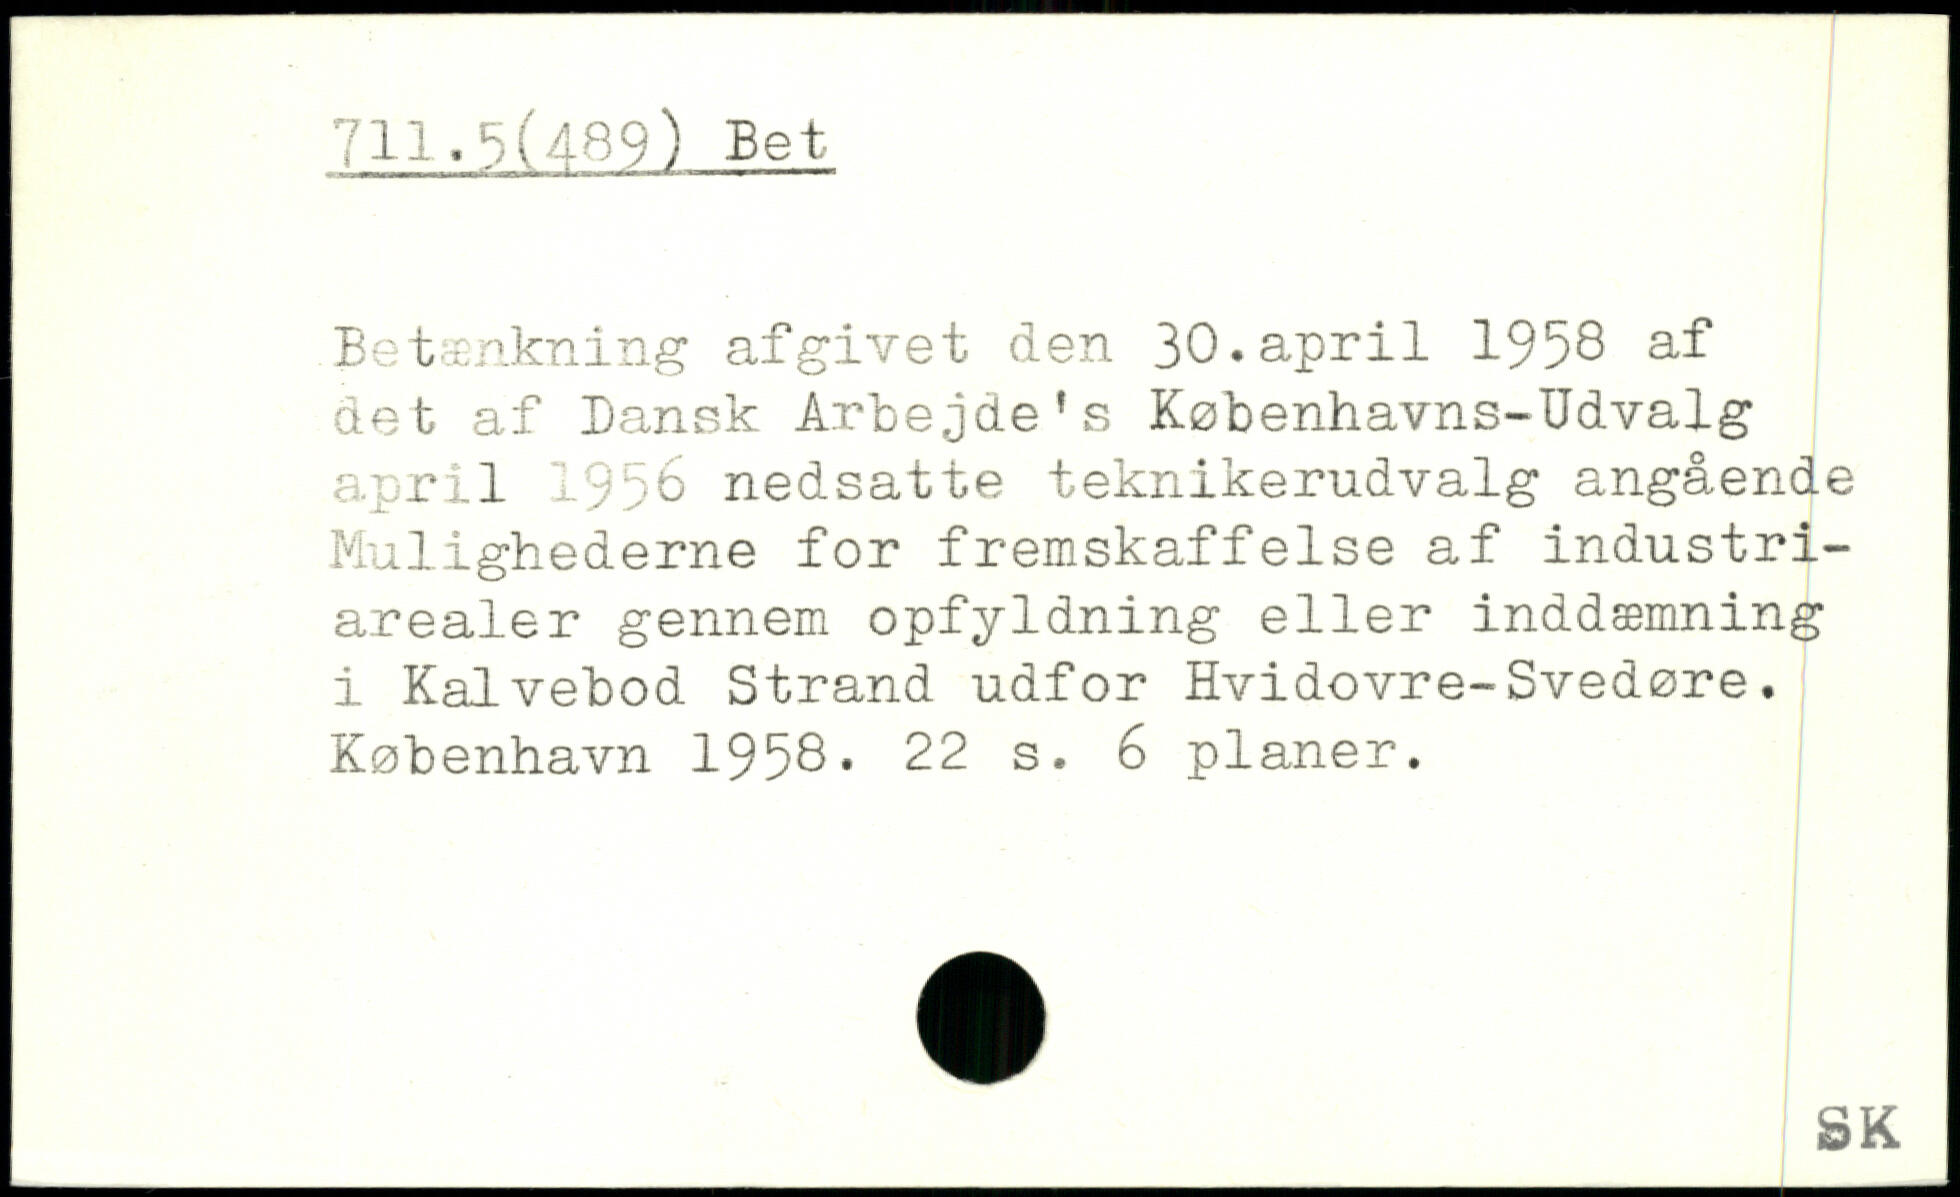 711.5(489) Bet
Betænkning afgivet den 30.april 1958 af
det af Dansk Arbejde's Københavns-Udvalg
april 1956 nedsatte teknikerudvalg angående
Mulighederne for fremskaffelse af industri-
arealer gennem opfyldning eller inddæmning
i Kalvebod Strand udfor Hvidovre-Svedøre.
København 1958. 22 s. 6 planer.
SK